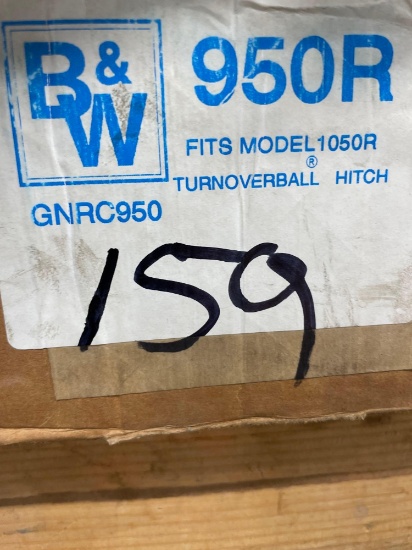 B&W 950R
FITS MODEL1050R
TURNOVERBALL® HITCH
GNRC950
159